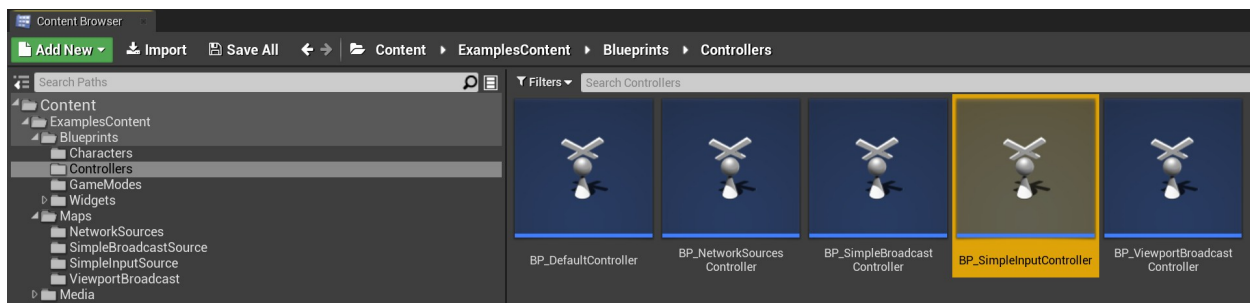 Content Browser
Add New Import Save All Content ExamplesContent Blueprints Controllers
Search Paths
Filters Search Controllers
Content
ExamplesContent
Blueprints
Characters
Controllers
GameModes
Widgets
Maps
NetworkSources
SimpleBroadcastSource
SimpleInputSource
ViewportBroadcast
Media
BP_DefaultController
BP_NetworkSources
Controller
BP_SimpleBroadcast
Controller
BP_SimpleInputController
BP_ViewportBroadcast
Controller